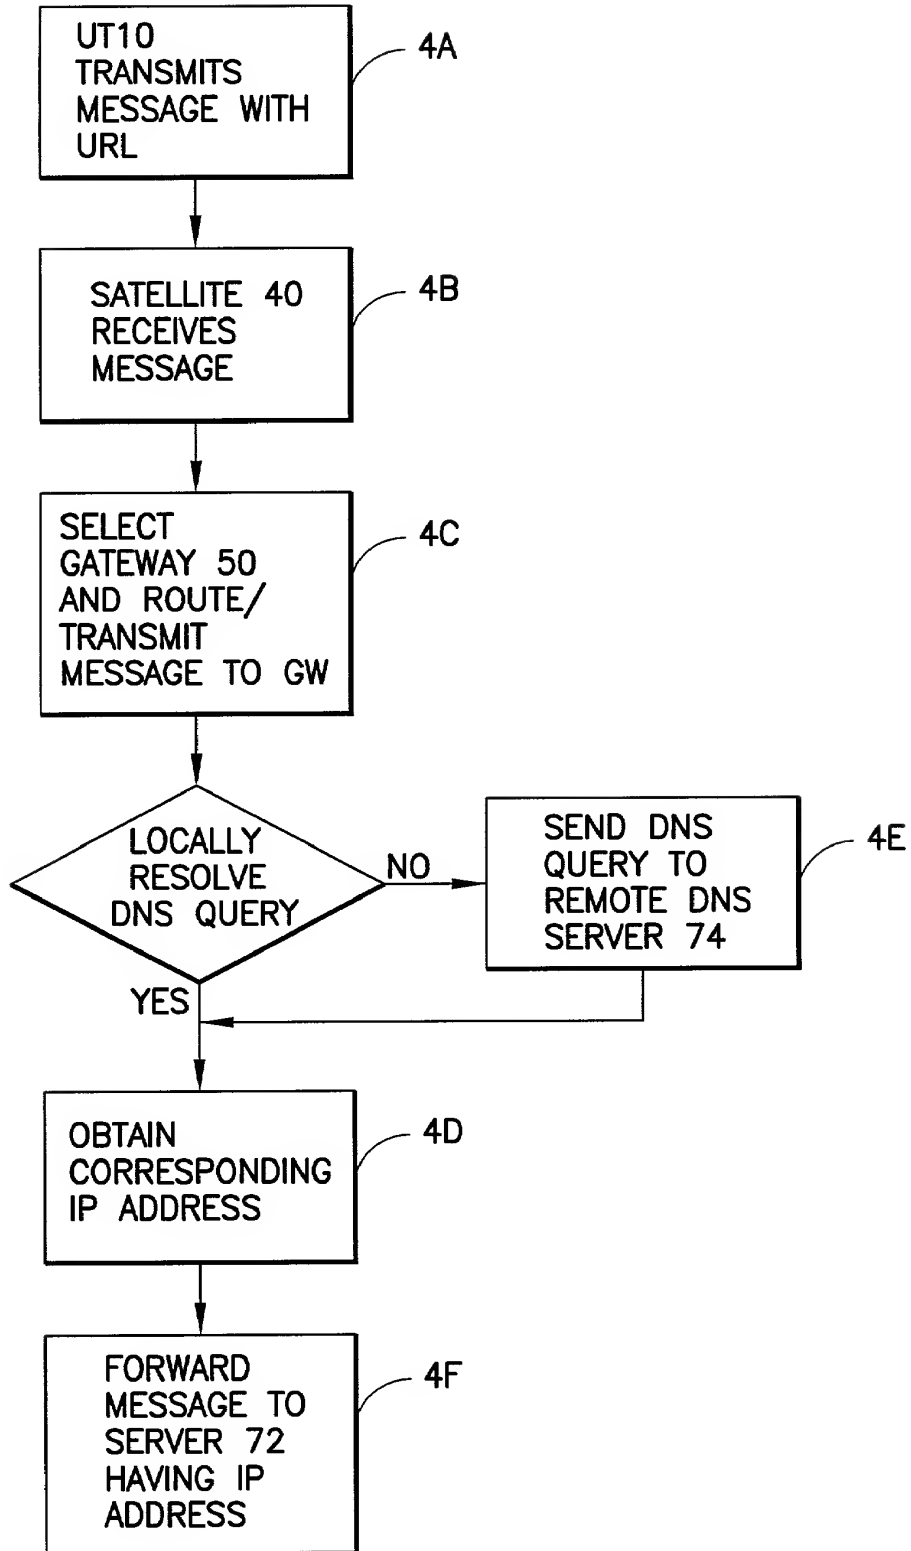 UT10
TRANSMITS
MESSAGE WITH
URL
4A
SATELLITE 40
RECEIVES
MESSAGE
4B
SELECT
GATEWAY 50
AND ROUTE/
TRANSMIT
MESSAGE TO GW
4C
LOCALLY
RESOLVE
DNS QUERY
NO
SEND DNS
QUERY TO
REMOTE DNS
SERVER 74
4E
YES
OBTAIN
CORRESPONDING
IP ADDRESS
4D
FORWARD
MESSAGE TO
SERVER 72
HAVING IP
ADDRESS
4F